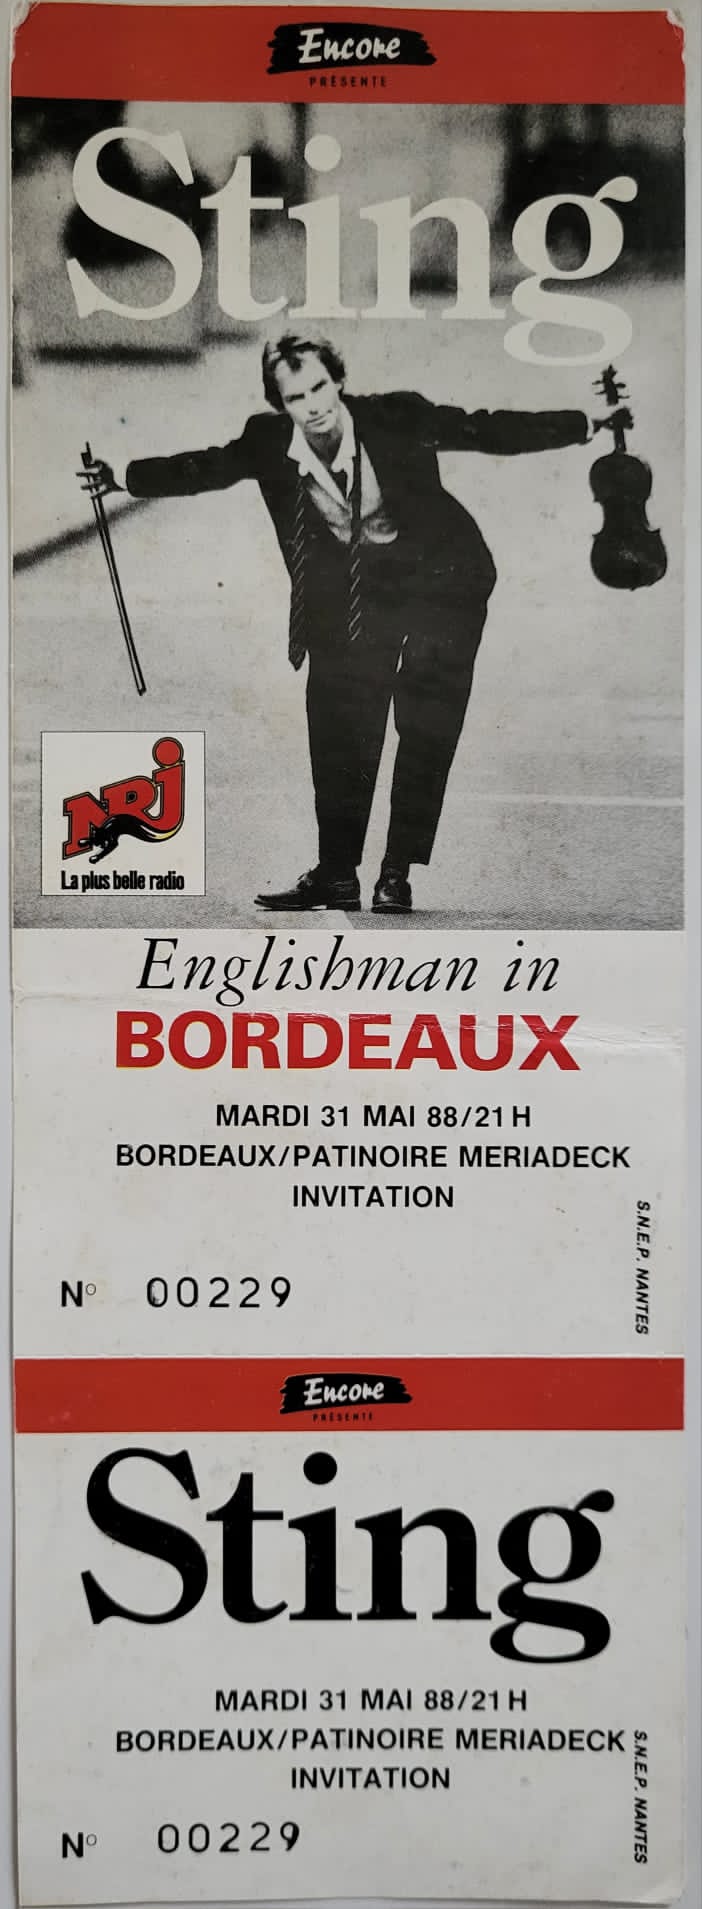 Encore
PRÉSENTE
Sting
NRJ
La plus belle radio
Englishman in
BORDEAUX
MARDI 31 MAI 88/21 H
BORDEAUX/PATINOIRE MERIADECK
INVITATION
S.N.E.P. NANTES
N° 00229
Encore
PRÉSENTE
Sting
MARDI 31 MAI 88/21 H
BORDEAUX/PATINOIRE MERIADECK
INVITATION
S.N.E.P. NANTES
N° 00229